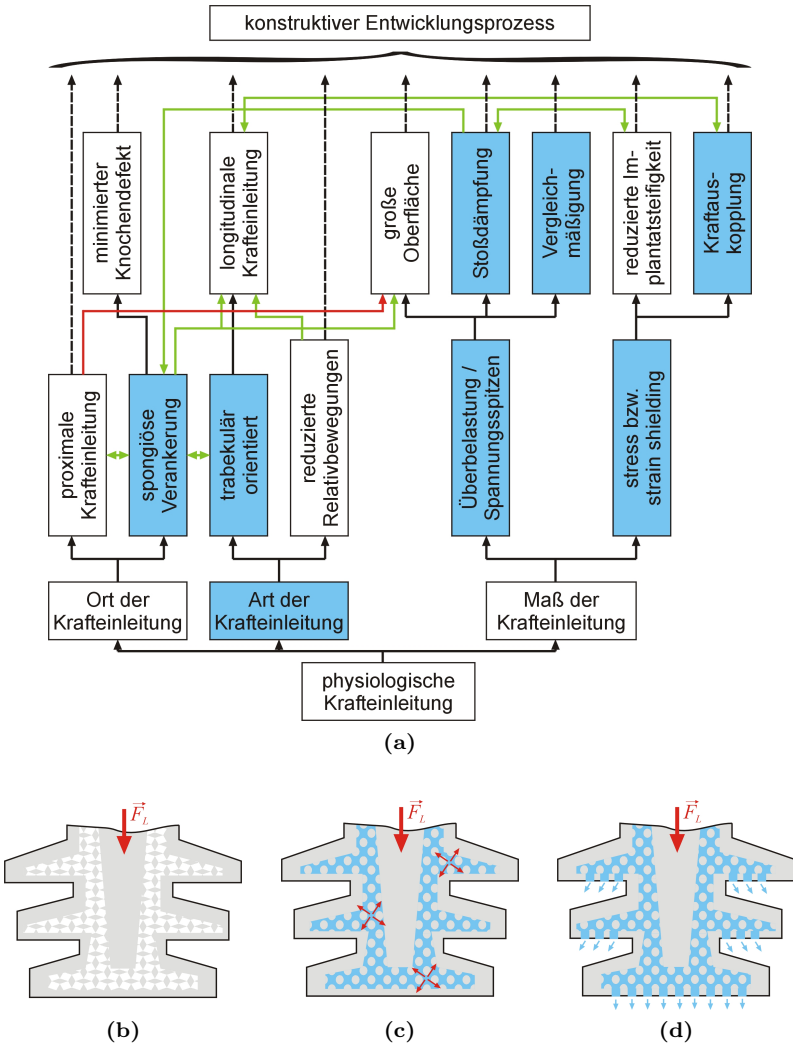 konstruktiver Entwicklungsprozess
minimierter
Knochendefekt
longitudinale
Krafteinleitung
große
Oberfläche
Stoßdämpfung
Vergleich-
mäßigung
reduzierte Im-
plantatsteifigkeit
Kraftaus-
kopplung
proximale
Krafteinleitung
spongiöse
Verankerung
trabekulär
orientiert
reduzierte
Relativbewegungen
Überbelastung /
Spannungsspitzen
stress bzw.
strain shielding
Ort der
Krafteinleitung
Art der
Krafteinleitung
Maß der
Krafteinleitung
physiologische
Krafteinleitung
(a)
F_L
F_L
F_L
(b)
(c)
(d)